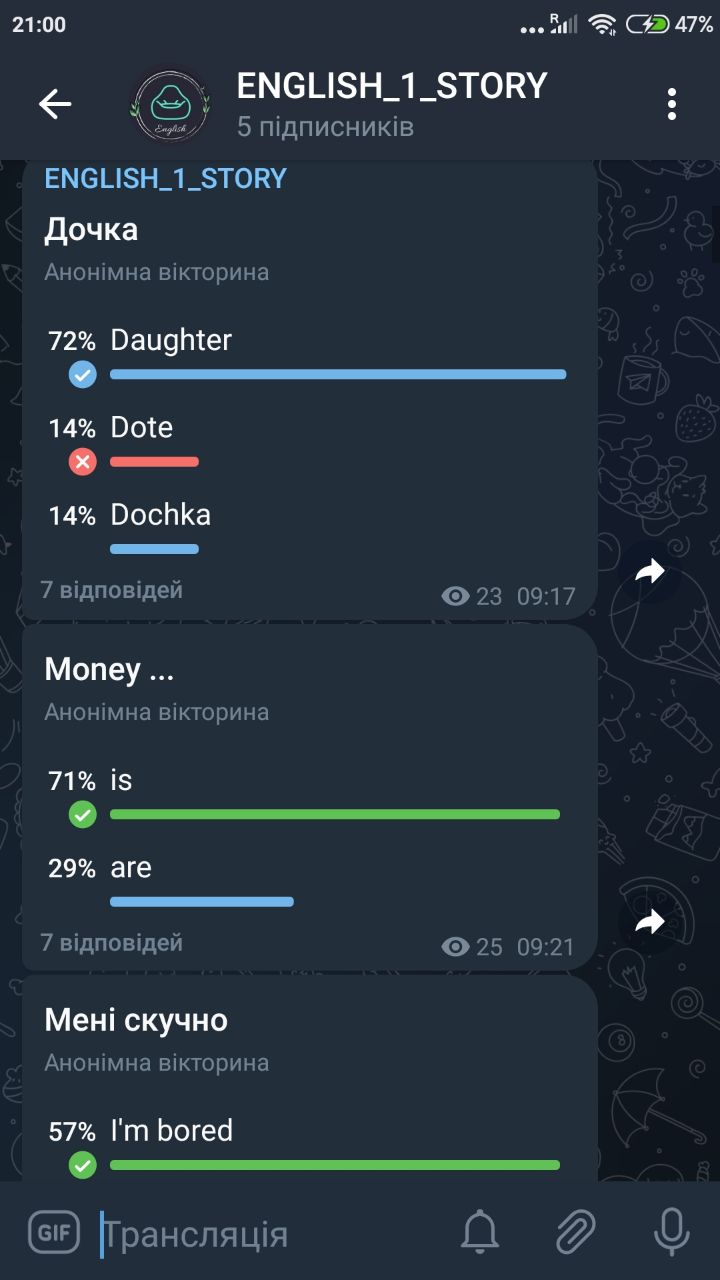 21:00
R
47%
English
ENGLISH_1_STORY
5 підписників
ENGLISH_1_STORY
Дочка
Анонімна вікторина
72% Daughter
14% Dote
14% Dochka
7 відповідей
23 09:17
Money ...
Анонімна вікторина
71% is
29% are
7 відповідей
25 09:21
Мені скучно
Анонімна вікторина
57% I'm bored
GIF
Трансляція